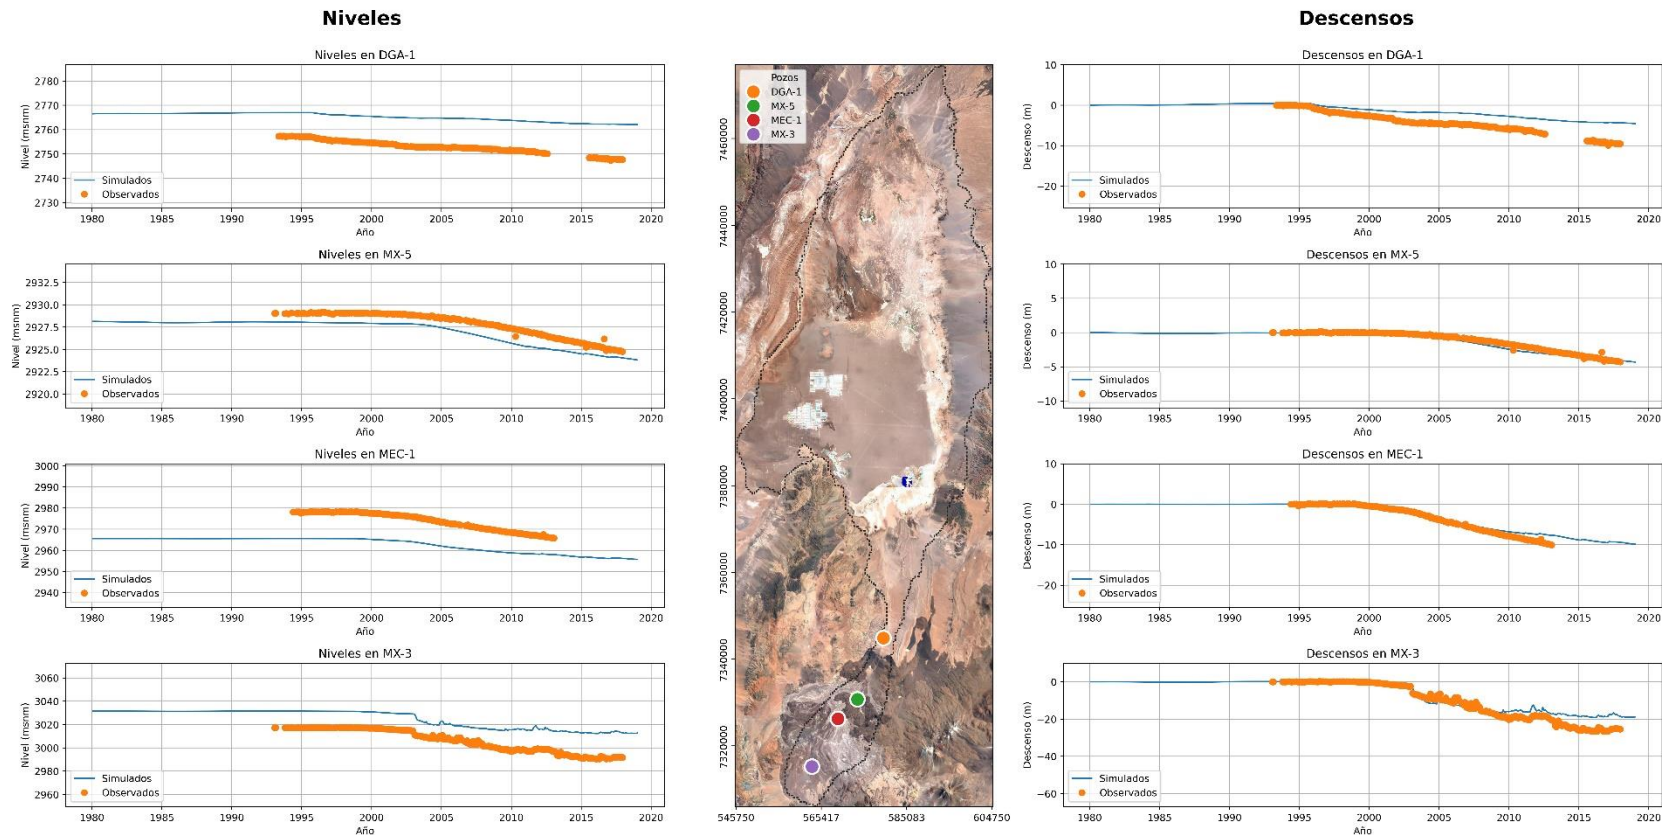 Niveles
Descensos
Niveles en DGA-1
2780
2770
2760
2750
2740
2730
Nivel (msnm)
Simulados
Observados
1980 1985 1990 1995 2000 2005 2010 2015 2020
Año
Niveles en MX-5
2932.5
2930.0
2927.5
2925.0
2922.5
2920.0
Nivel (msnm)
Simulados
Observados
1980 1985 1990 1995 2000 2005 2010 2015 2020
Año
Niveles en MEC-1
3000
2990
2980
2970
2960
2950
2940
Nivel (msnm)
Simulados
Observados
1980 1985 1990 1995 2000 2005 2010 2015 2020
Año
Niveles en MX-3
3060
3040
3020
3000
2980
2960
Nivel (msnm)
Simulados
Observados
1980 1985 1990 1995 2000 2005 2010 2015 2020
Año
Pozos
DGA-1
MX-5
MEC-1
MX-3
7460000
7440000
7420000
7400000
7380000
7360000
7340000
7320000
545750 565417 585083 604750
Descensos en DGA-1
10
0
−10
−20
Descenso (m)
Simulados
Observados
1980 1985 1990 1995 2000 2005 2010 2015 2020
Año
Descensos en MX-5
10
5
0
−5
−10
Descenso (m)
Simulados
Observados
1980 1985 1990 1995 2000 2005 2010 2015 2020
Año
Descensos en MEC-1
10
0
−10
−20
Descenso (m)
Simulados
Observados
1980 1985 1990 1995 2000 2005 2010 2015 2020
Año
Descensos en MX-3
0
−20
−40
−60
Descenso (m)
Simulados
Observados
1980 1985 1990 1995 2000 2005 2010 2015 2020
Año